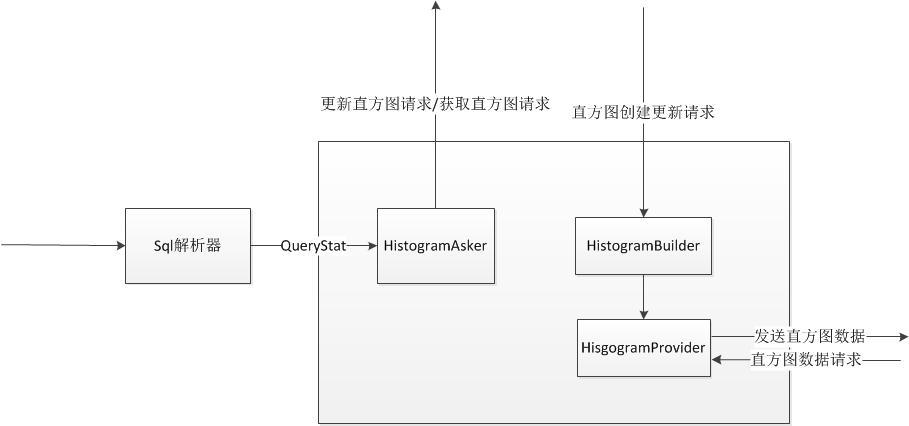 更新直方图请求/获取直方图请求
直方图创建更新请求
Sql解析器
QueryStat
HistogramAsker
HistogramBuilder
HisgogramProvider
发送直方图数据
直方图数据请求